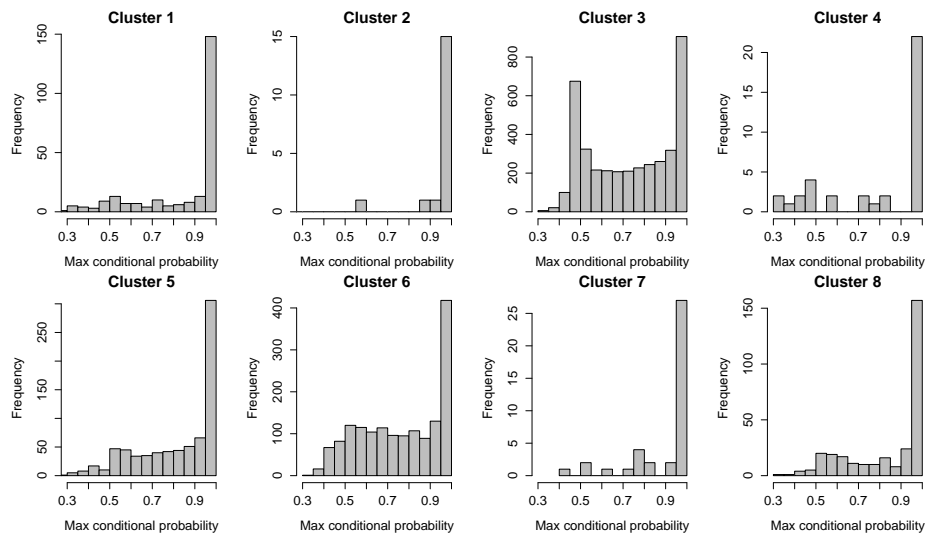 Cluster 1
Frequency
0 50 100 150
0.3 0.5 0.7 0.9
Max conditional probability
Cluster 2
Frequency
0 5 10 15
0.3 0.5 0.7 0.9
Max conditional probability
Cluster 3
Frequency
0 200 400 600 800
0.3 0.5 0.7 0.9
Max conditional probability
Cluster 4
Frequency
0 5 10 15 20
0.3 0.5 0.7 0.9
Max conditional probability
Cluster 5
Frequency
0 50 150 250
0.3 0.5 0.7 0.9
Max conditional probability
Cluster 6
Frequency
0 100 200 300 400
0.3 0.5 0.7 0.9
Max conditional probability
Cluster 7
Frequency
0 5 10 15 20 25
0.3 0.5 0.7 0.9
Max conditional probability
Cluster 8
Frequency
0 50 100 150
0.3 0.5 0.7 0.9
Max conditional probability